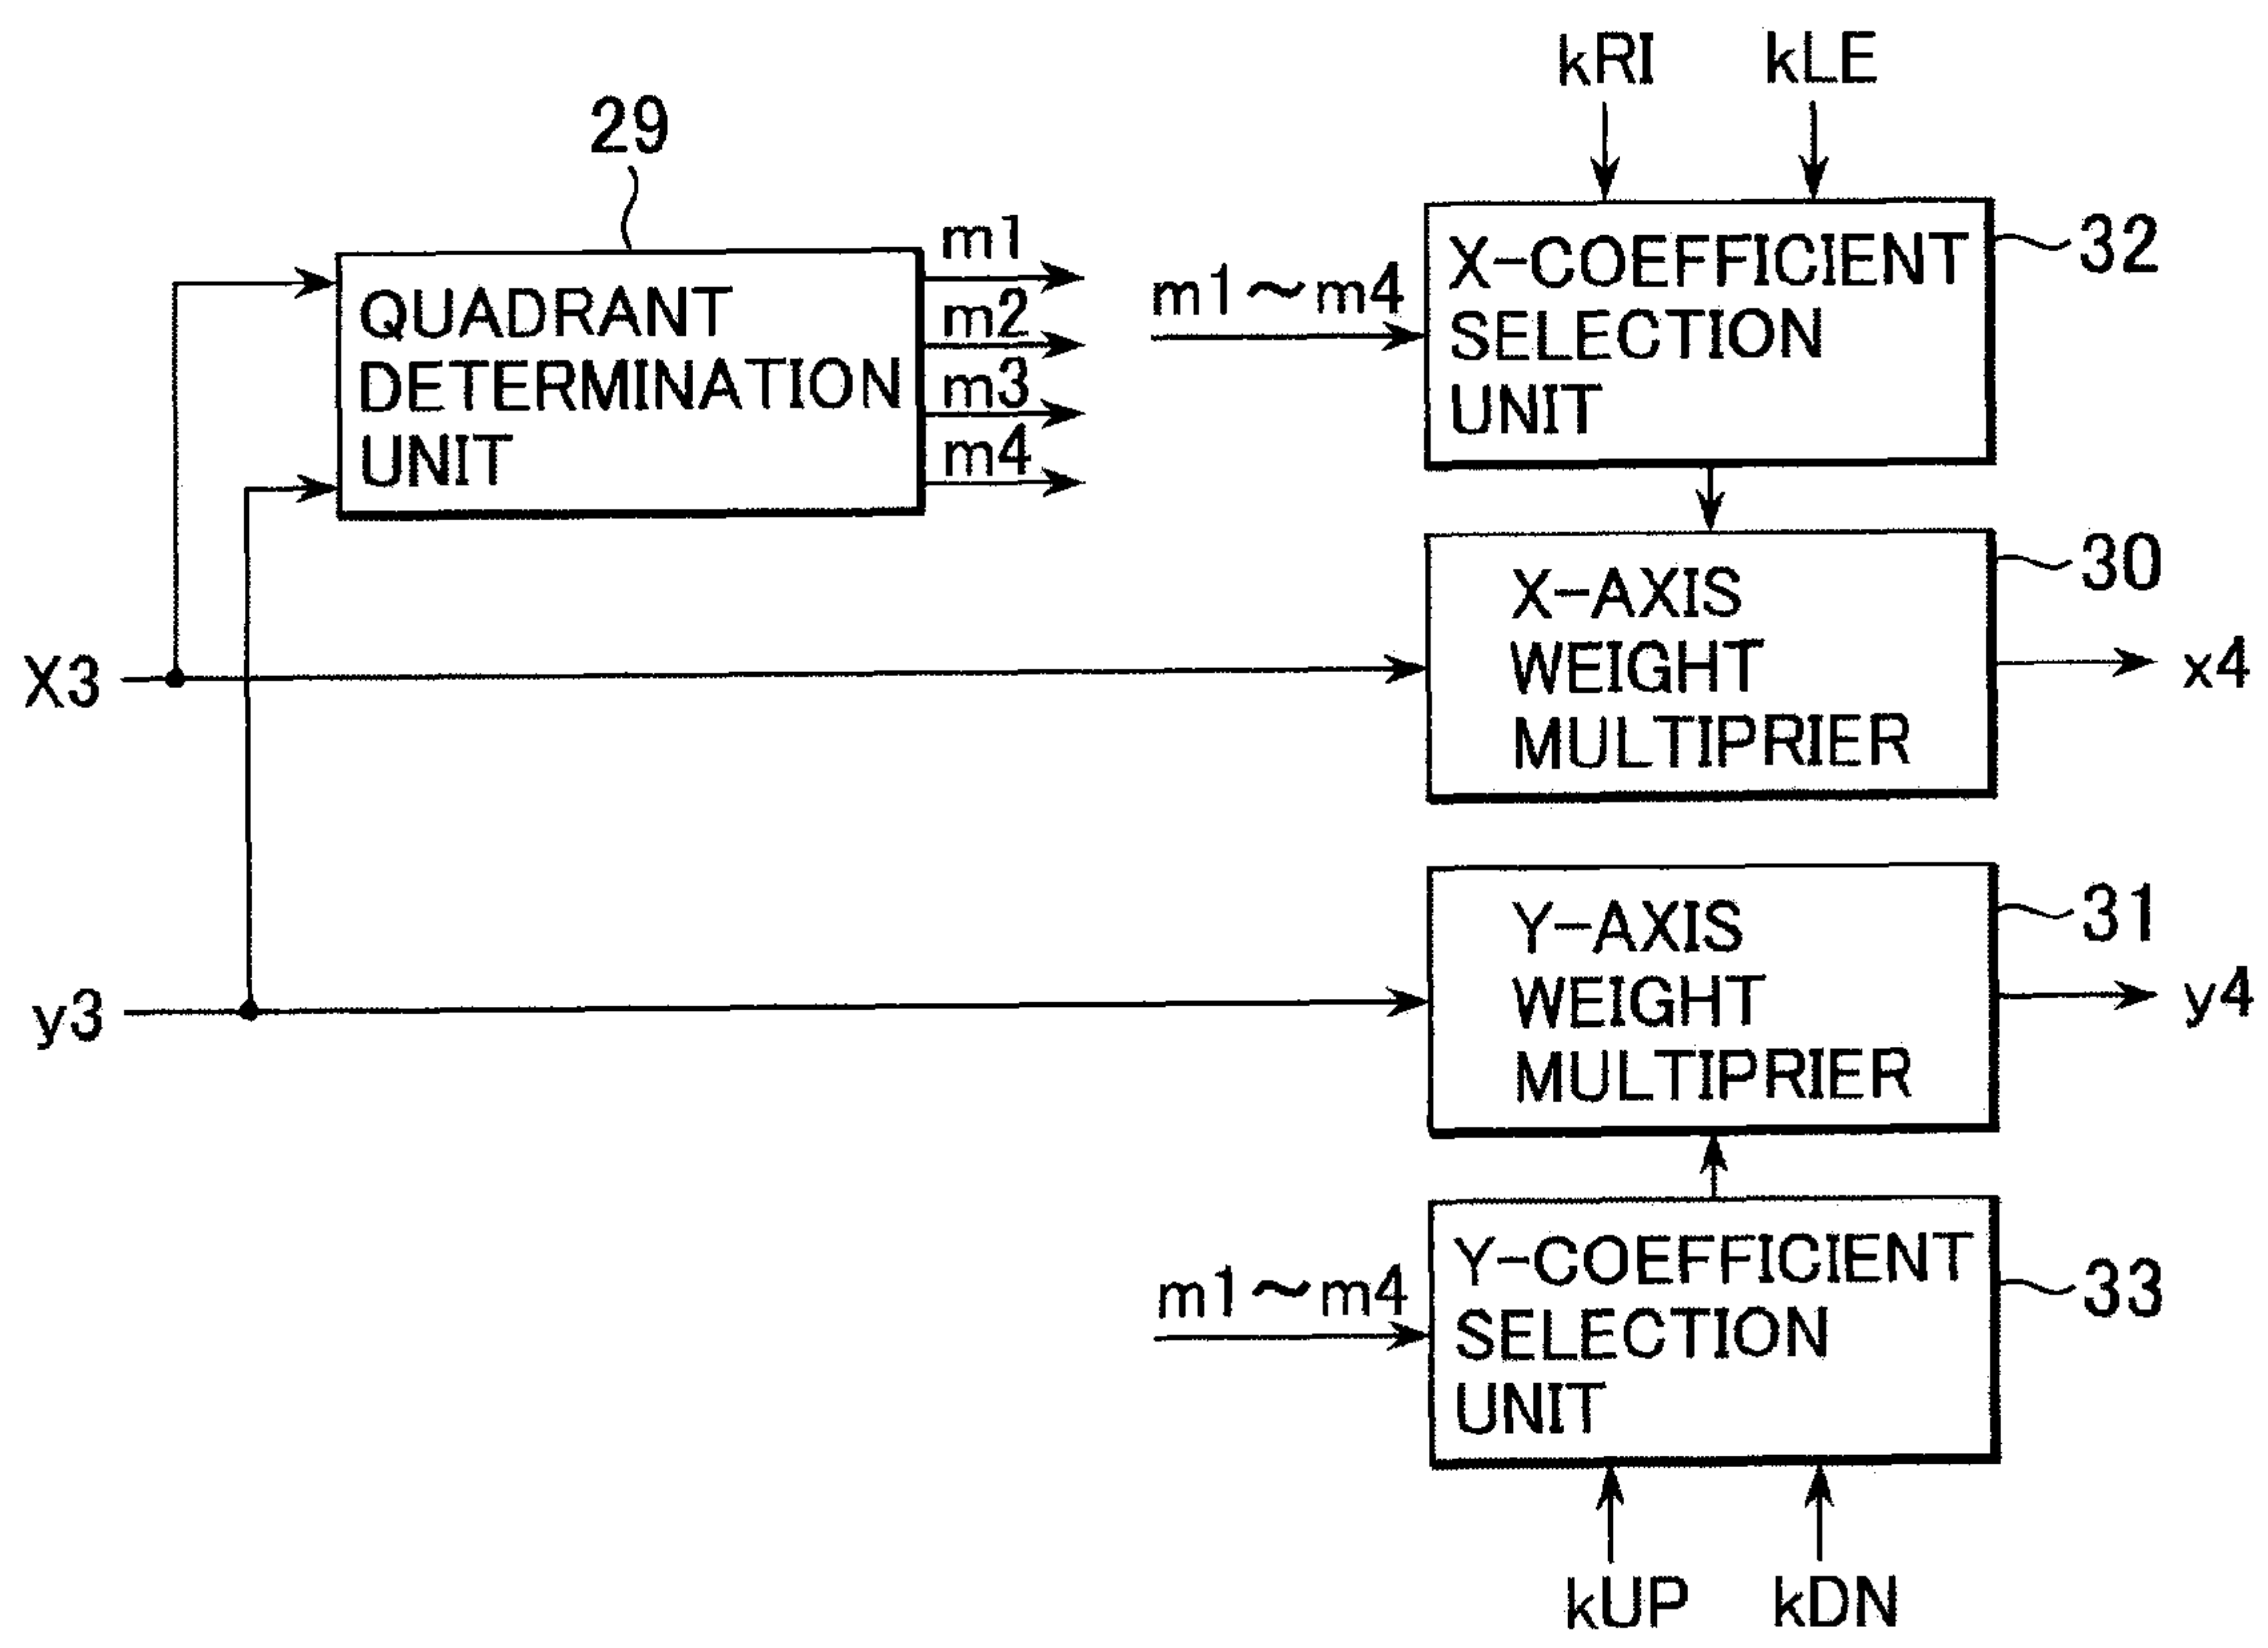 kRI kLE
29
m1
m2
m3
m4
QUADRANT
DETERMINATION
UNIT
m1～m4
X-COEFFICIENT
SELECTION
UNIT
32
X3
X-AXIS
WEIGHT
MULTIPRIER
30
x4
y3
Y-AXIS
WEIGHT
MULTIPRIER
31
y4
m1～m4
Y-COEFFICIENT
SELECTION
UNIT
33
kUP kDN